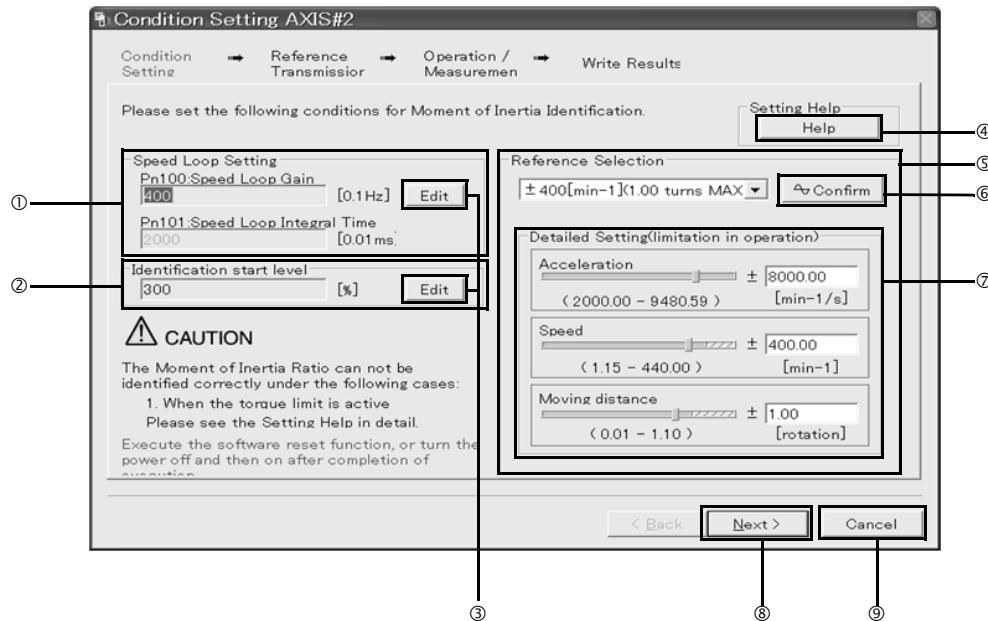 Condition Setting AXIS#2
Condition Setting → Reference Transmissior → Operation / Measuremen → Write Results
Please set the following conditions for Moment of Inertia Identification.
Setting Help
Help
④
⑤
Speed Loop Setting
Pn100:Speed Loop Gain
400 [0.1Hz] Edit
Pn101:Speed Loop Integral Time
2000 [0.01ms]
①
Identification start level
300 [%] Edit
②
③
CAUTION
The Moment of Inertia Ratio can not be
identified correctly under the following cases:
1. When the torque limit is active
Please see the Setting Help in detail.
Execute the software reset function, or turn the
power off and then on after completion of
Reference Selection
±400[min-1](1.00 turns MAX Confirm
⑥
Detailed Setting(limitation in operation)
⑦
Acceleration
± 8000.00
(2000.00 - 9480.59) [min-1/s]
Speed
± 400.00
(1.15 - 440.00) [min-1]
Moving distance
± 1.00
(0.01 - 1.10) [rotation]
< Back Next > Cancel
⑧ ⑨